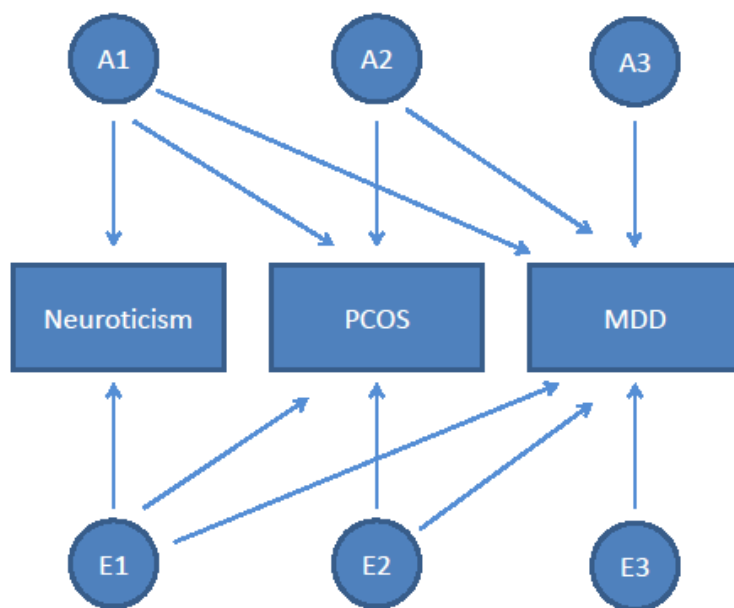 A1
A2
A3
Neuroticism
PCOS
MDD
E1
E2
E3